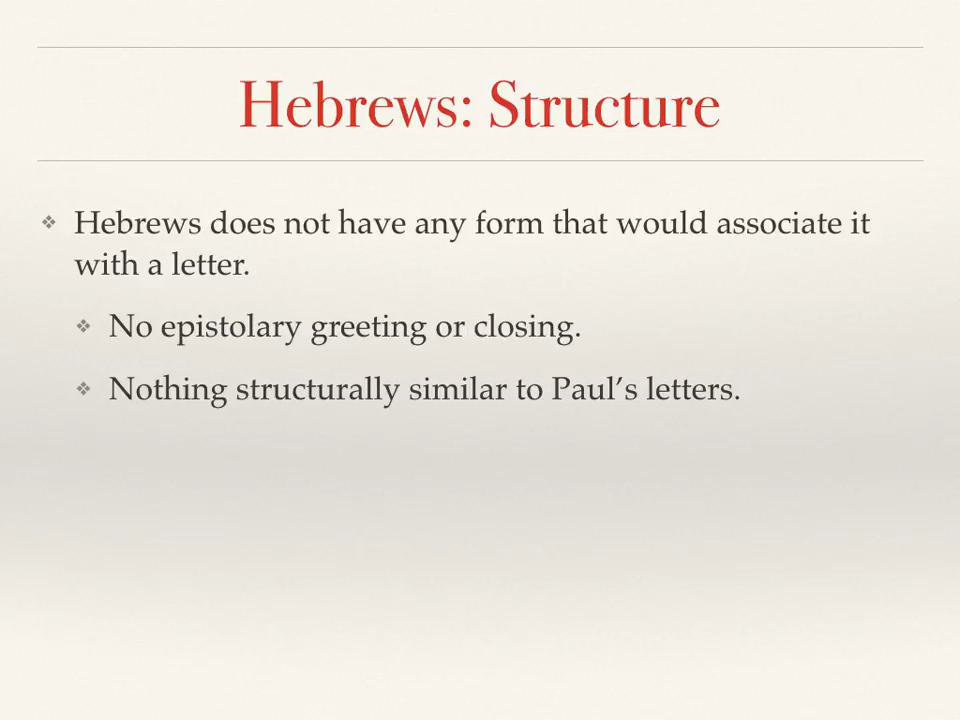 Hebrews: Structure
Hebrews does not have any form that would associate it
with a letter.
No epistolary greeting or closing.
Nothing structurally similar to Paul’s letters.